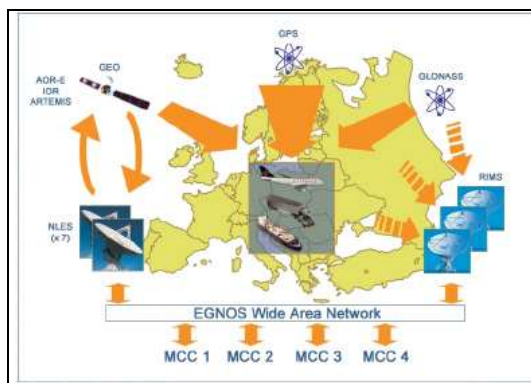 GPS
GEO
AOR-E
IOR
ARTEMIS
GLONASS
RIMS
NLES
(x 7)
EGNOS Wide Area Network
MCC 1 MCC 2 MCC 3 MCC 4